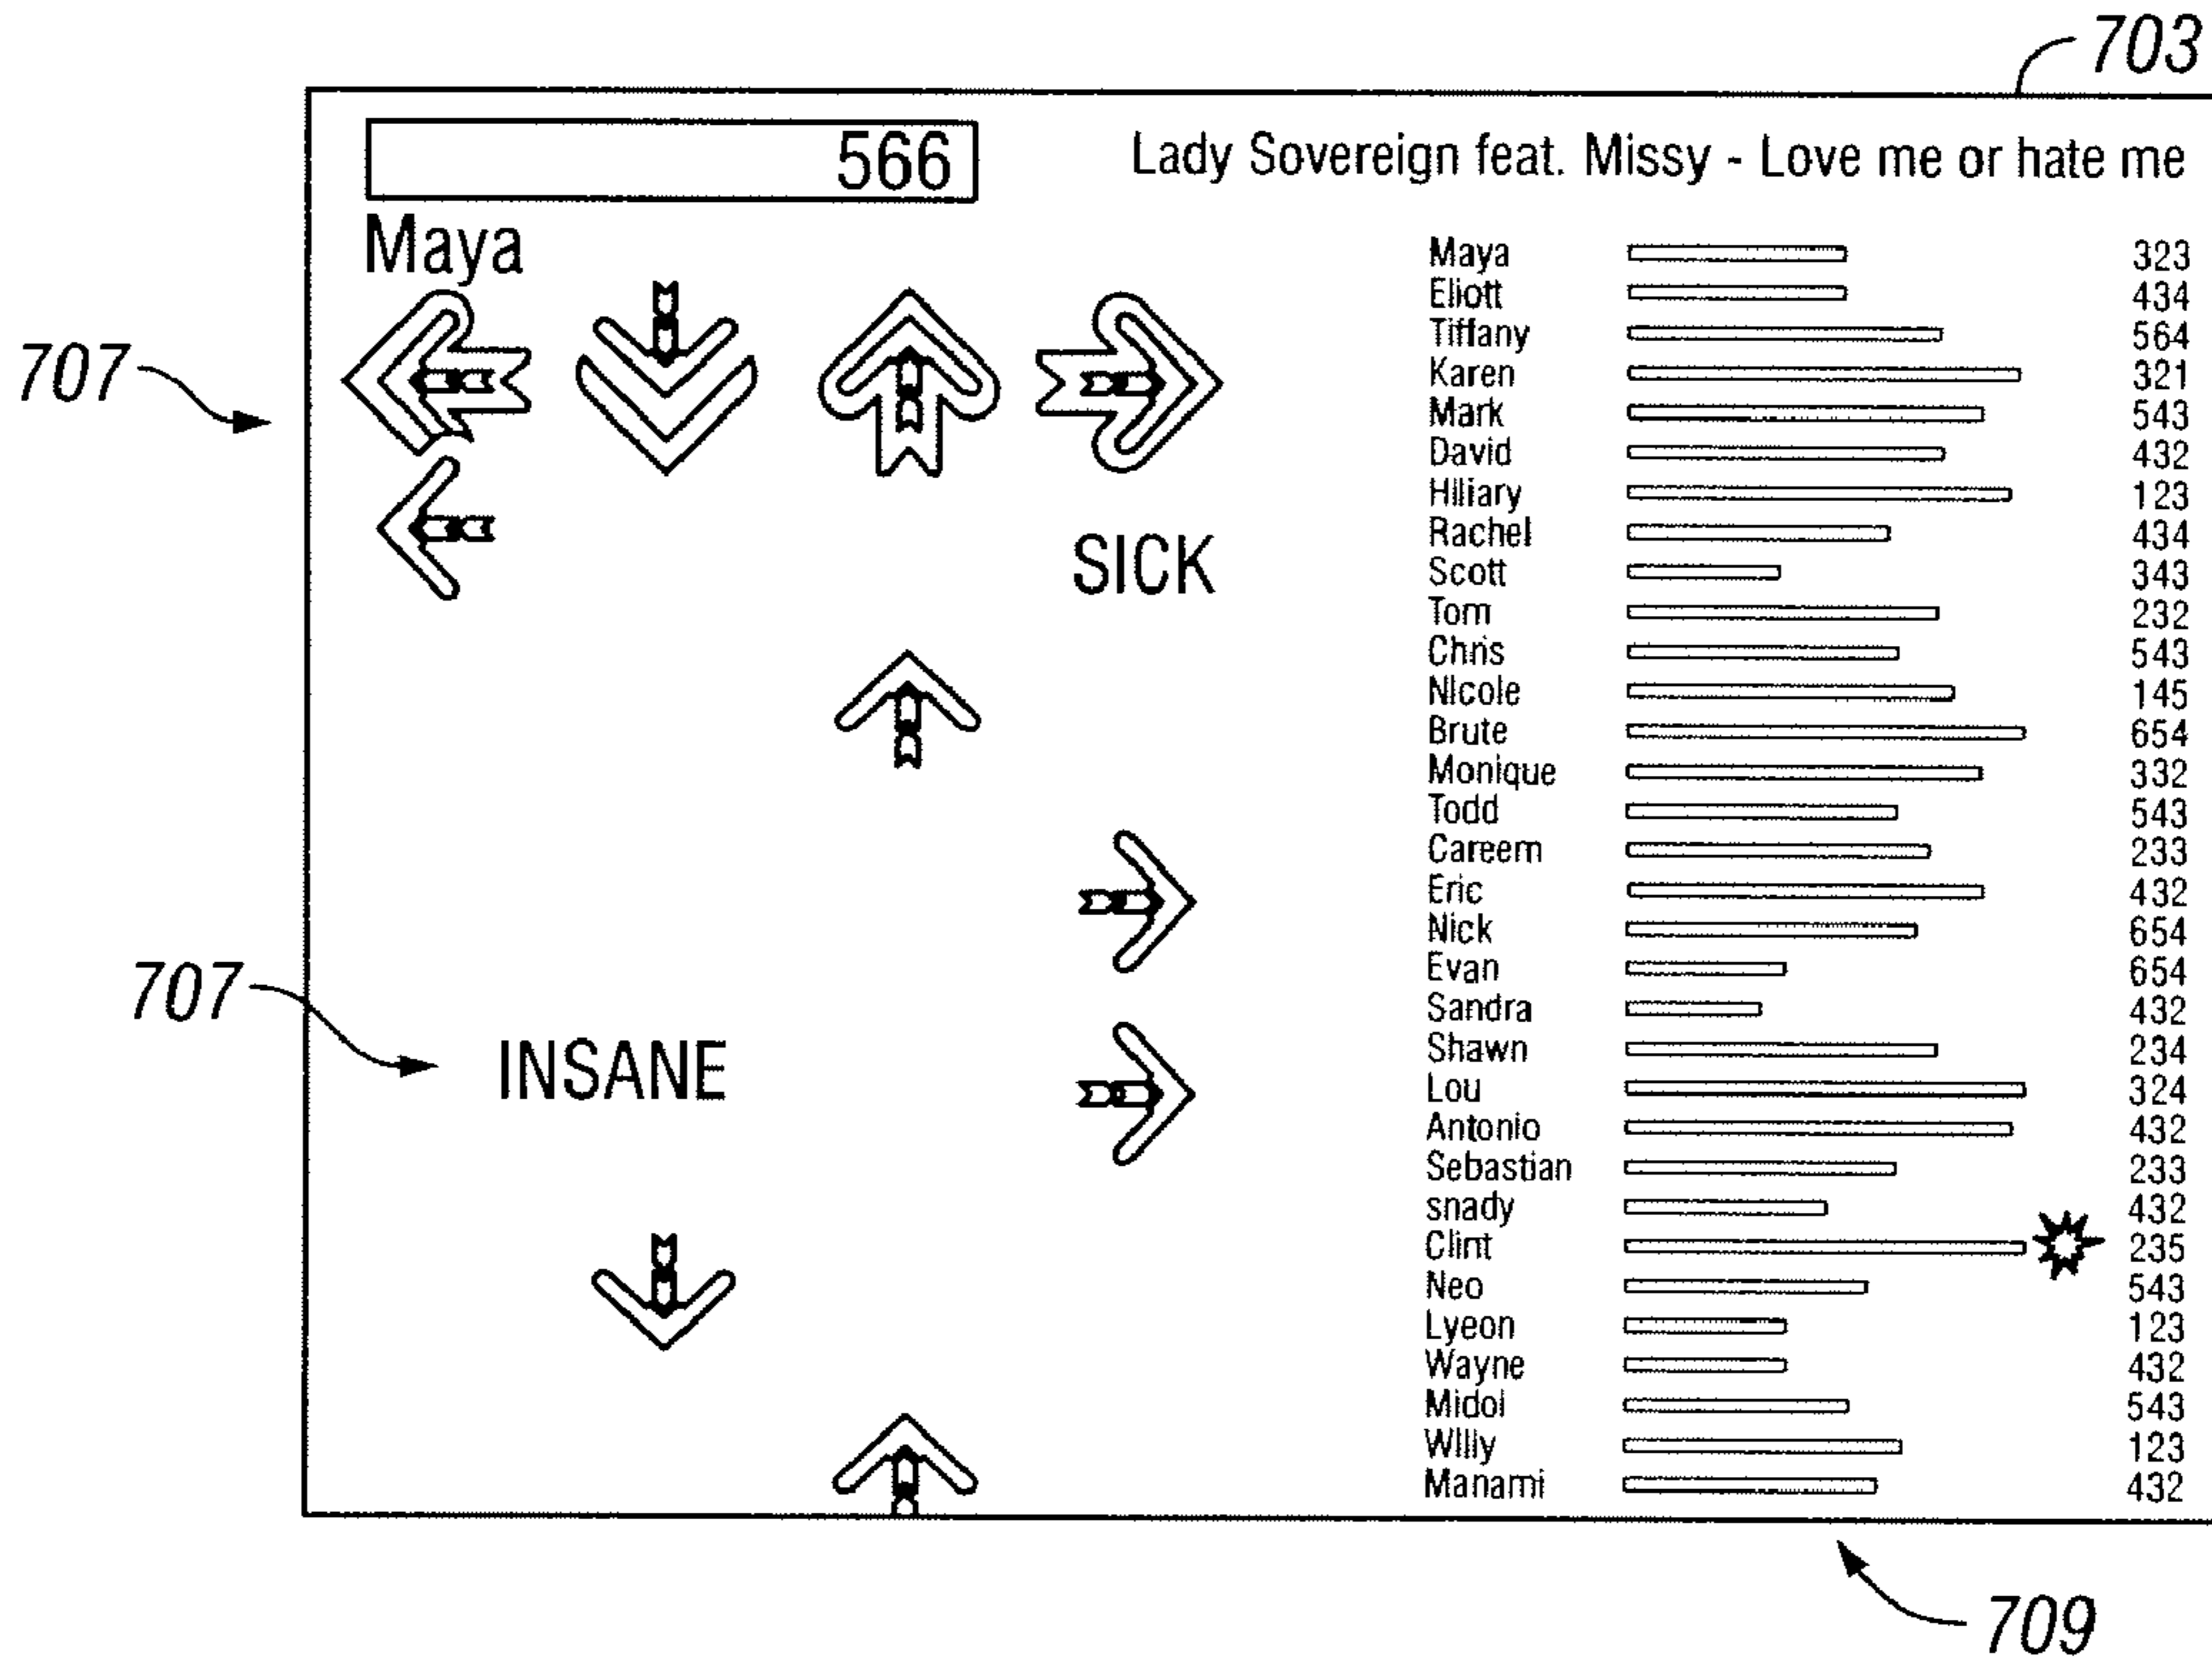 703
566
Lady Sovereign feat. Missy - Love me or hate me
Maya
707
SICK
707
INSANE
Maya 323
Eliott 434
Tiffany 564
Karen 321
Mark 543
David 432
Hiliary 123
Rachel 434
Scott 343
Tom 232
Chris 543
Nicole 145
Brute 654
Monique 332
Todd 543
Careem 233
Eric 432
Nick 654
Evan 654
Sandra 432
Shawn 234
Lou 324
Antonio 432
Sebastian 233
snady 432
Clint 235
Neo 543
Lyeon 123
Wayne 432
Midol 543
Willy 123
Manami 432
709